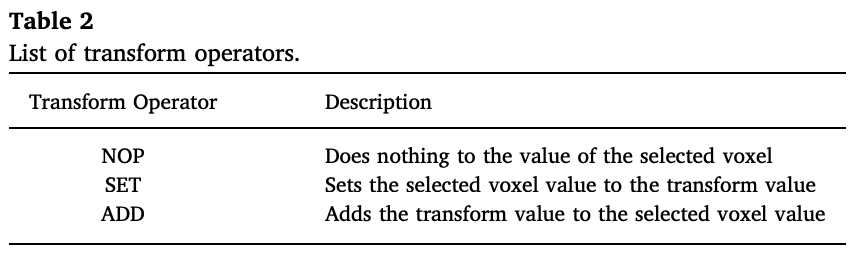 Table 2
List of transform operators.
Transform Operator Description
NOP Does nothing to the value of the selected voxel
SET Sets the selected voxel value to the transform value
ADD Adds the transform value to the selected voxel value